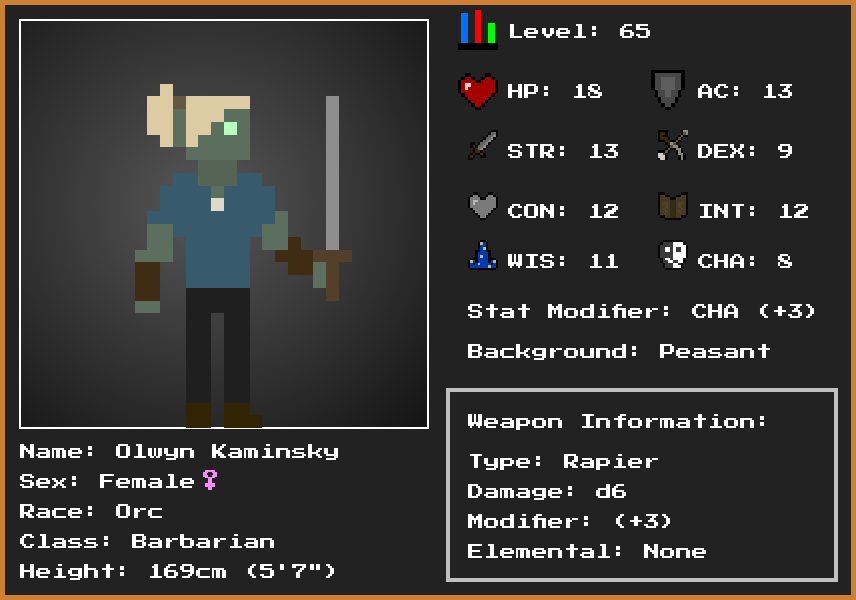 Level: 65
HP: 18 AC: 13
STR: 13 DEX: 9
CON: 12 INT: 12
WIS: 11 CHA: 8
Stat Modifier: CHA (+3)
Background: Peasant
Weapon Information:
Type: Rapier
Damage: d6
Modifier: (+3)
Elemental: None
Name: Olwyn Kaminsky
Sex: Female♀
Race: Orc
Class: Barbarian
Height: 169cm (5'7")